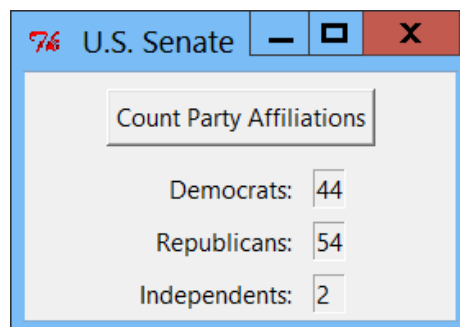 U.S. Senate
Count Party Affiliations
Democrats: 44
Republicans: 54
Independents: 2